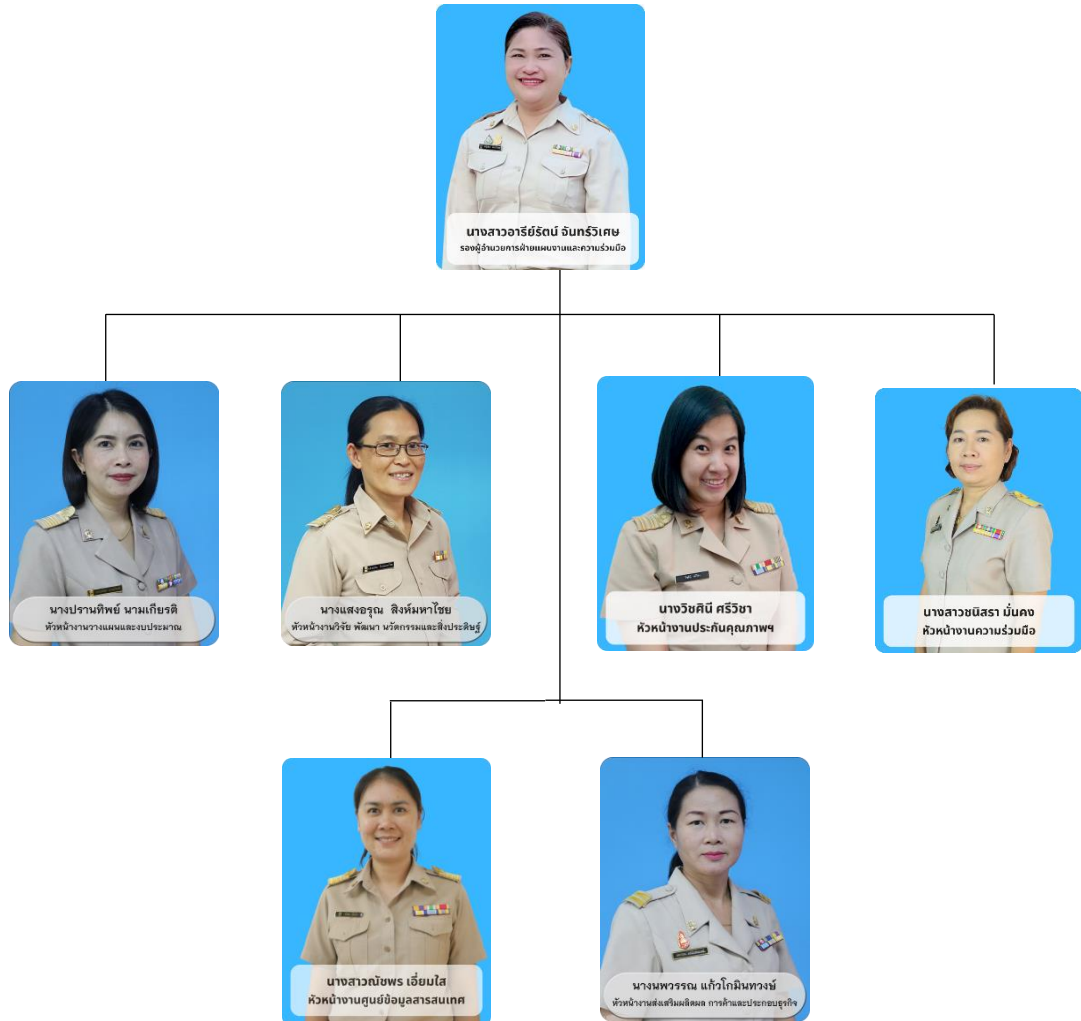 นางสาวอารีย์รัตน์ จันทร์วิเศษ
รองผู้อำนวยการฝ่ายแผนงานและความร่วมมือ
นางปรานทิพย์ นามเกียรติ
หัวหน้างานวางแผนและงบประมาณ
นางแสงอรุณ สิงห์มหาไชย
หัวหน้างานวิจัย พัฒนา นวัตกรรมและสิ่งประดิษฐ์
นางวิชศินี ศรีวิชา
หัวหน้างานประกันคุณภาพฯ
นางสาวชนิสรา มั่นคง
หัวหน้างานความร่วมมือ
นางสาวณัชพร เอี่ยมใส
หัวหน้างานศูนย์ข้อมูลสารสนเทศ
นางนพวรรณ แก้วโกมินทวงษ์
หัวหน้างานส่งเสริมผลิตผล การค้าและประกอบธุรกิจ